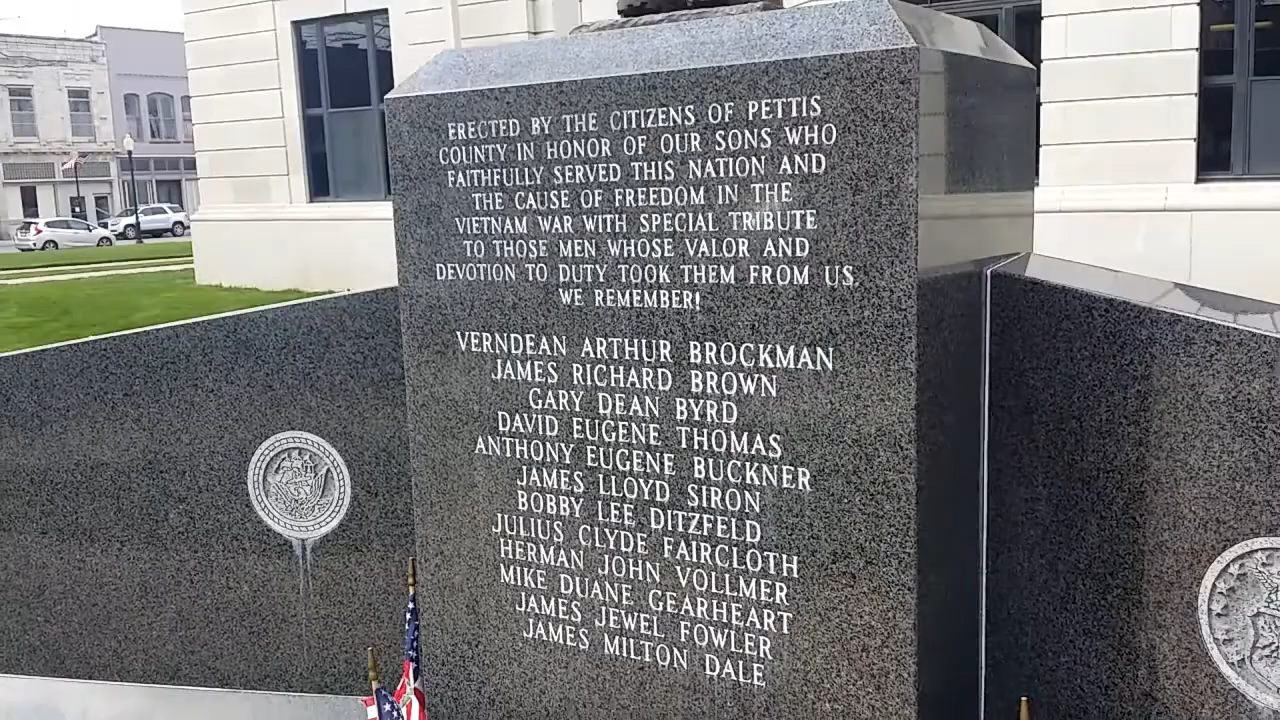 ERECTED BY THE CITIZENS OF PETTIS
COUNTY IN HONOR OF OUR SONS WHO
FAITHFULLY SERVED THIS NATION AND
THE CAUSE OF FREEDOM IN THE
VIETNAM WAR WITH SPECIAL TRIBUTE
TO THOSE MEN WHOSE VALOR AND
DEVOTION TO DUTY TOOK THEM FROM US.
WE REMEMBER!
VERNDEAN ARTHUR BROCKMAN
JAMES RICHARD BROWN
GARY DEAN BYRD
DAVID EUGENE THOMAS
ANTHONY EUGENE BUCKNER
JAMES LLOYD SIRON
BOBBY LEE DITZFELD
JULIUS CLYDE FAIRCLOTH
HERMAN JOHN VOLLMER
MIKE DUANE GEARHEART
JAMES JEWEL FOWLER
JAMES MILTON DALE